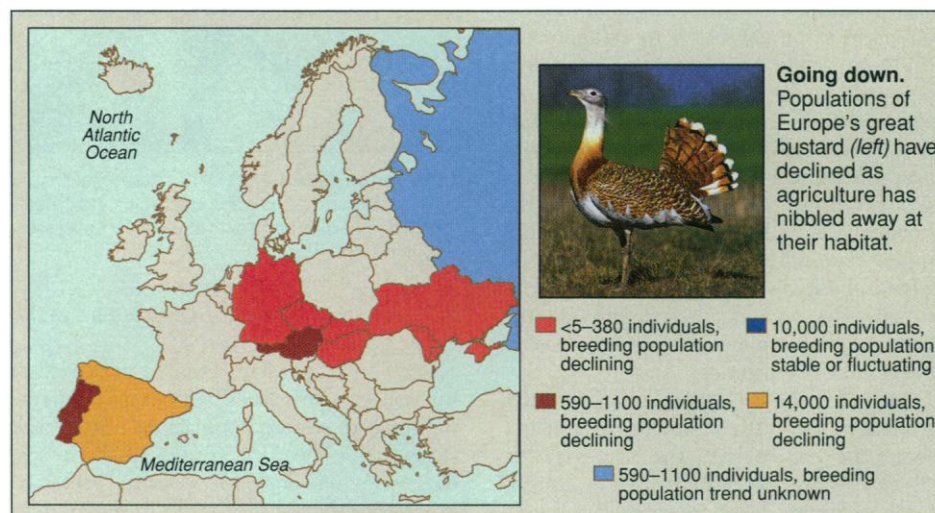 North
Atlantic
Ocean
Mediterranean Sea
Going down.
Populations of
Europe's great
bustard (left) have
declined as
agriculture has
nibbled away at
their habitat.
<5–380 individuals,
breeding population
declining
10,000 individuals,
breeding population
stable or fluctuating
590–1100 individuals,
breeding population
declining
14,000 individuals,
breeding population
declining
590–1100 individuals, breeding
population trend unknown